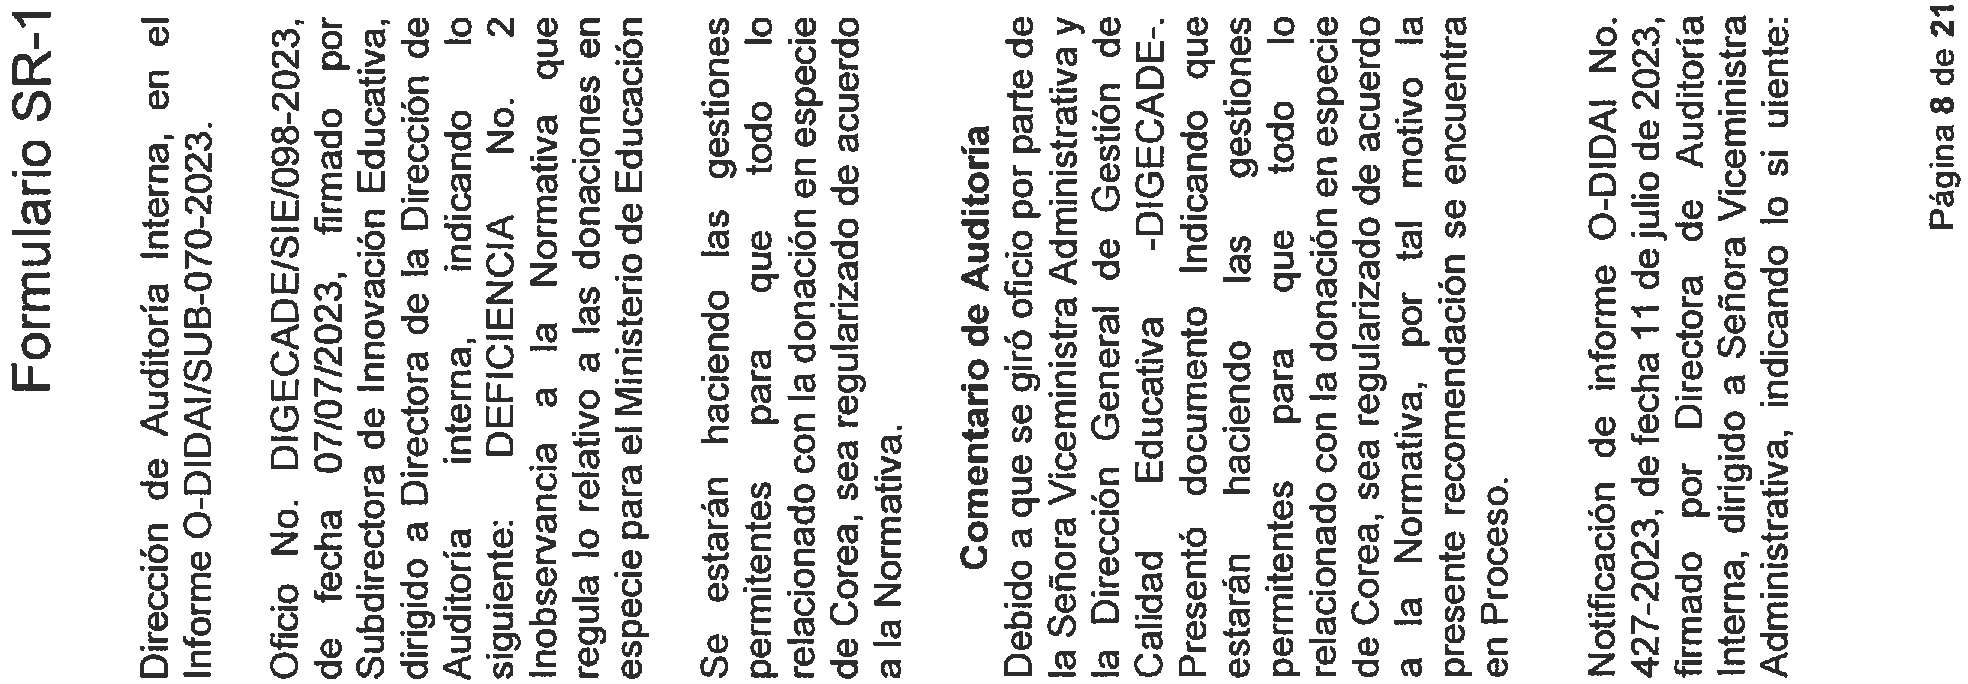 Formulario SR-1
Dirección de Auditoría Interna, en el
Informe O-DIDAI/SUB-070-2023.
Oficio No. DIGECADE/SIE/098-2023,
de fecha 07/07/2023, firmado por
Subdirectora de Innovación Educativa,
dirigido a Directora de la Dirección de
Auditoría interna, indicando lo
siguiente: DEFICIENCIA No. 2
Inobservancia a la Normativa que
regula lo relativo a las donaciones en
especie para el Ministerio de Educación
Se estarán haciendo las gestiones
permitentes para que todo lo
relacionado con la donación en especie
de Corea, sea regularizado de acuerdo
a la Normativa.
Comentario de Auditoría
Debido a que se giró oficio por parte de
la Señora Viceministra Administrativa y
la Dirección General de Gestión de
Calidad Educativa -DIGECADE-.
Presentó documento Indicando que
estarán haciendo las gestiones
permitentes para que todo lo
relacionado con la donación en especie
de Corea, sea regularizado de acuerdo
a la Normativa, por tal motivo la
presente recomendación se encuentra
en Proceso.
Notificación de informe O-DIDAI No.
427-2023, de fecha 11 de julio de 2023,
firmado por Directora de Auditoría
Interna, dirigido a Señora Viceministra
Administrativa, indicando lo si uiente:
Página 8 de 21